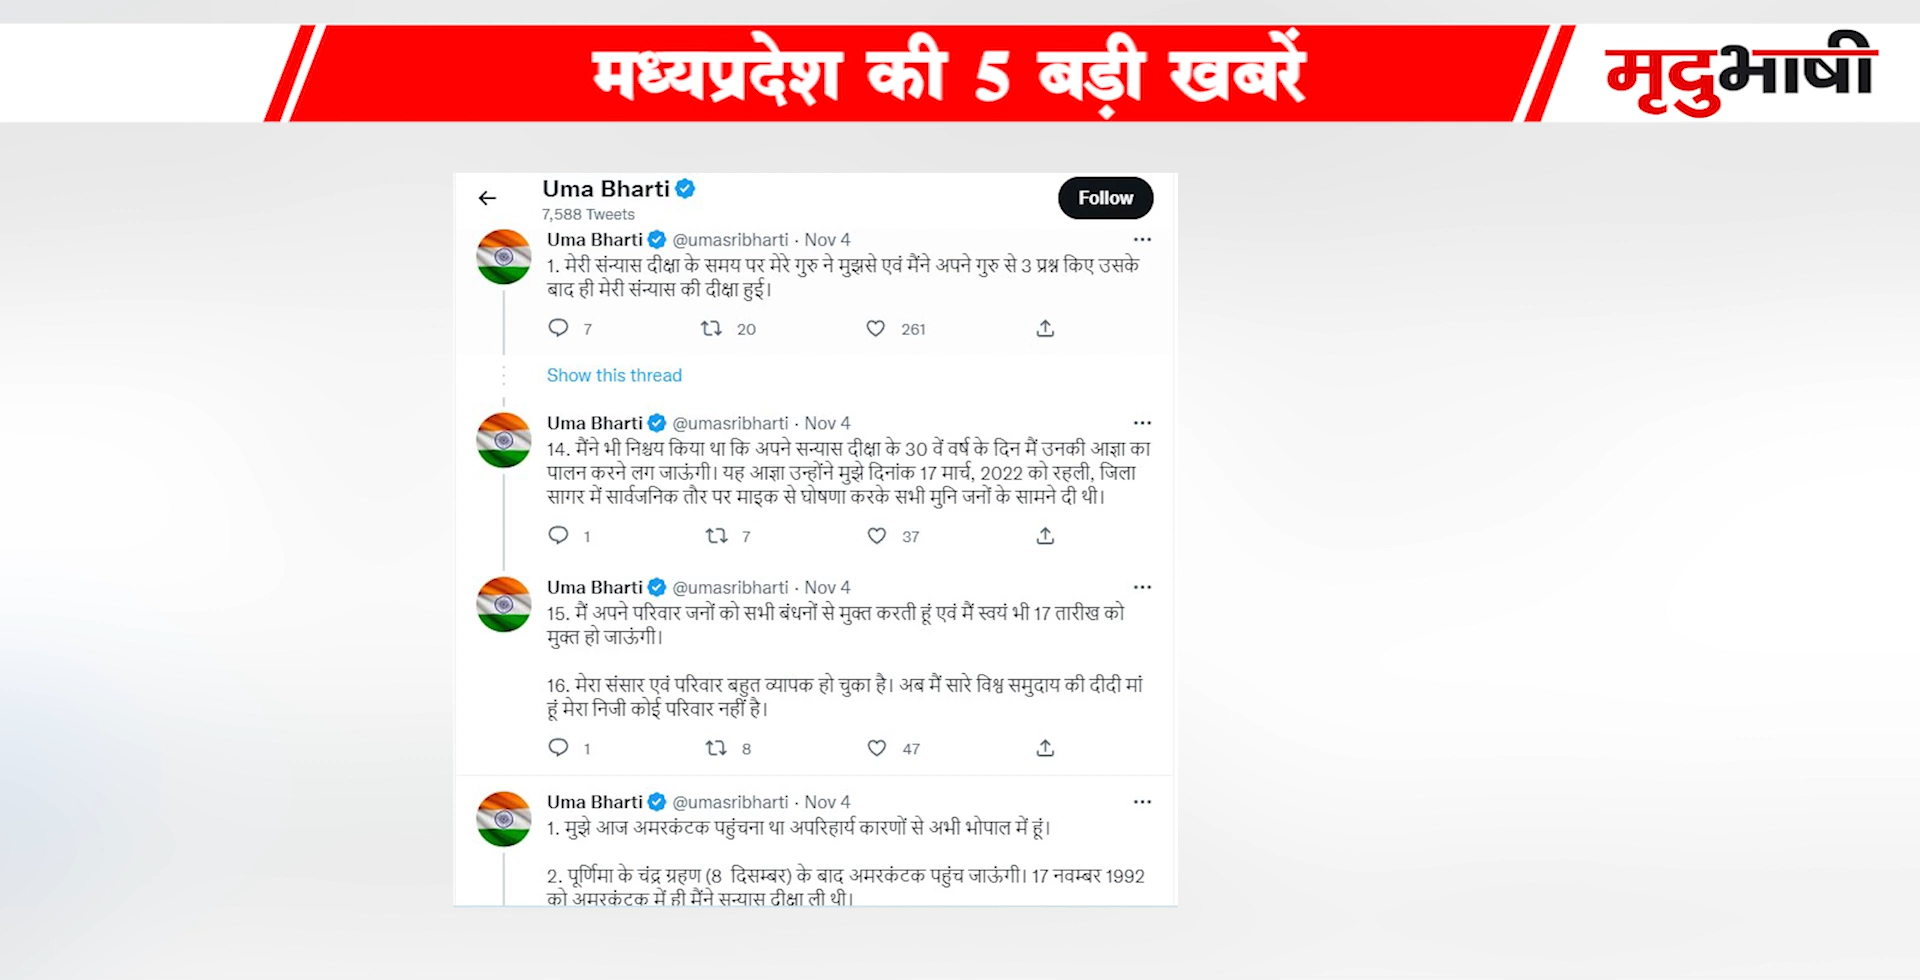 मध्यप्रदेश की 5 बड़ी खबरें
मृदुभाषी
Uma Bharti
7,588 Tweets
Follow
Uma Bharti @umasribharti · Nov 4
1. मेरी संन्यास दीक्षा के समय पर मेरे गुरु ने मुझसे एवं मैंने अपने गुरु से 3 प्रश्न किए उसके
बाद ही मेरी संन्यास की दीक्षा हुई।
7 20 261
Show this thread
Uma Bharti @umasribharti · Nov 4
14. मैंने भी निश्चय किया था कि अपने सन्यास दीक्षा के 30 वें वर्ष के दिन मैं उनकी आज्ञा का
पालन करने लग जाऊंगी। यह आज्ञा उन्होंने मुझे दिनांक 17 मार्च, 2022 को रहली, जिला
सागर में सार्वजनिक तौर पर माइक से घोषणा करके सभी मुनि जनों के सामने दी थी।
1 7 37
Uma Bharti @umasribharti · Nov 4
15. मैं अपने परिवार जनों को सभी बंधनों से मुक्त करती हूं एवं मैं स्वयं भी 17 तारीख को
मुक्त हो जाऊंगी।
16. मेरा संसार एवं परिवार बहुत व्यापक हो चुका है। अब मैं सारे विश्व समुदाय की दीदी मां
हूं मेरा निजी कोई परिवार नहीं है।
1 8 47
Uma Bharti @umasribharti · Nov 4
1. मुझे आज अमरकंटक पहुंचना था अपरिहार्य कारणों से अभी भोपाल में हूं।
2. पूर्णिमा के चंद्र ग्रहण (8 दिसम्बर) के बाद अमरकंटक पहुंच जाऊंगी। 17 नवम्बर 1992
को अमरकंटक में ही मैंने सन्यास दीक्षा ली थी।